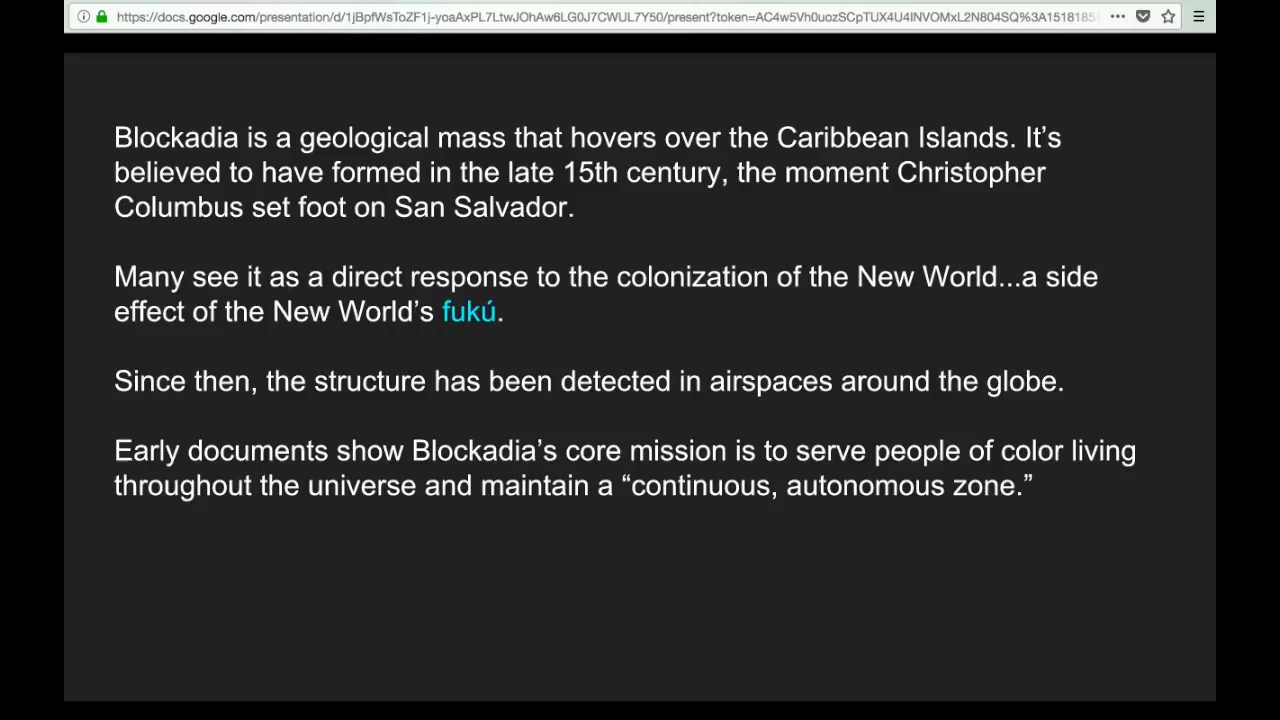 https://docs.google.com/presentation/d/1jBpfWsToZF1j-yoaAxPL7LtwJOhAw6LG0J7CWUL7Y50/present?token=AC4w5Vh0uozSCpTUX4U4INVOMxL2N804SQ%3A1518185
Blockadia is a geological mass that hovers over the Caribbean Islands. It’s
believed to have formed in the late 15th century, the moment Christopher
Columbus set foot on San Salvador.
Many see it as a direct response to the colonization of the New World...a side
effect of the New World’s fukú.
Since then, the structure has been detected in airspaces around the globe.
Early documents show Blockadia’s core mission is to serve people of color living
throughout the universe and maintain a “continuous, autonomous zone.”